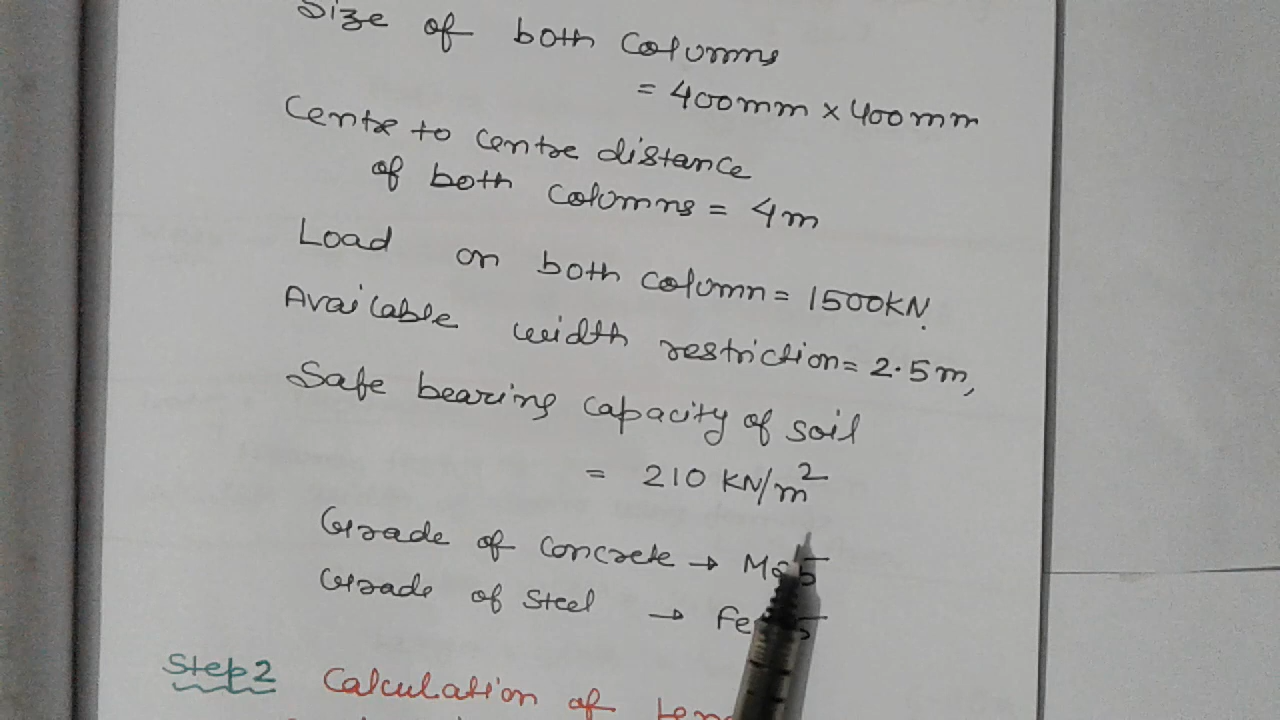 Size of both Columns
= 400mm x 400mm
Centre to centre distance
of both Columns = 4m
Load on both column = 1500KN.
Available width restriction = 2.5m,
Safe bearing capacity of soil
= 210 KN/m²
Grade of Concrete →
Grade of Steel →
Step2 Calculation of